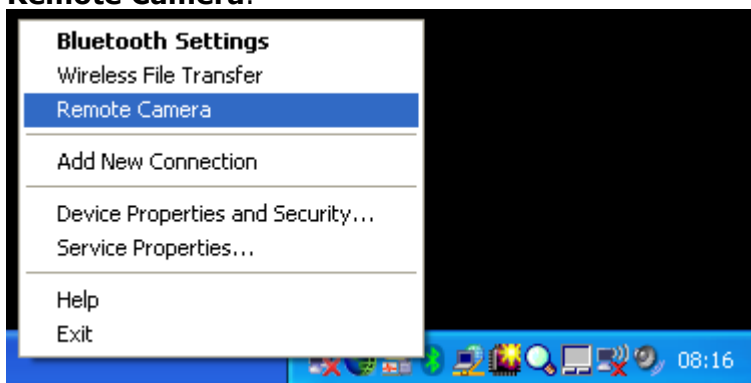 Remote Camera.
Bluetooth Settings
Wireless File Transfer
Remote Camera
Add New Connection
Device Properties and Security...
Service Properties...
Help
Exit
08:16